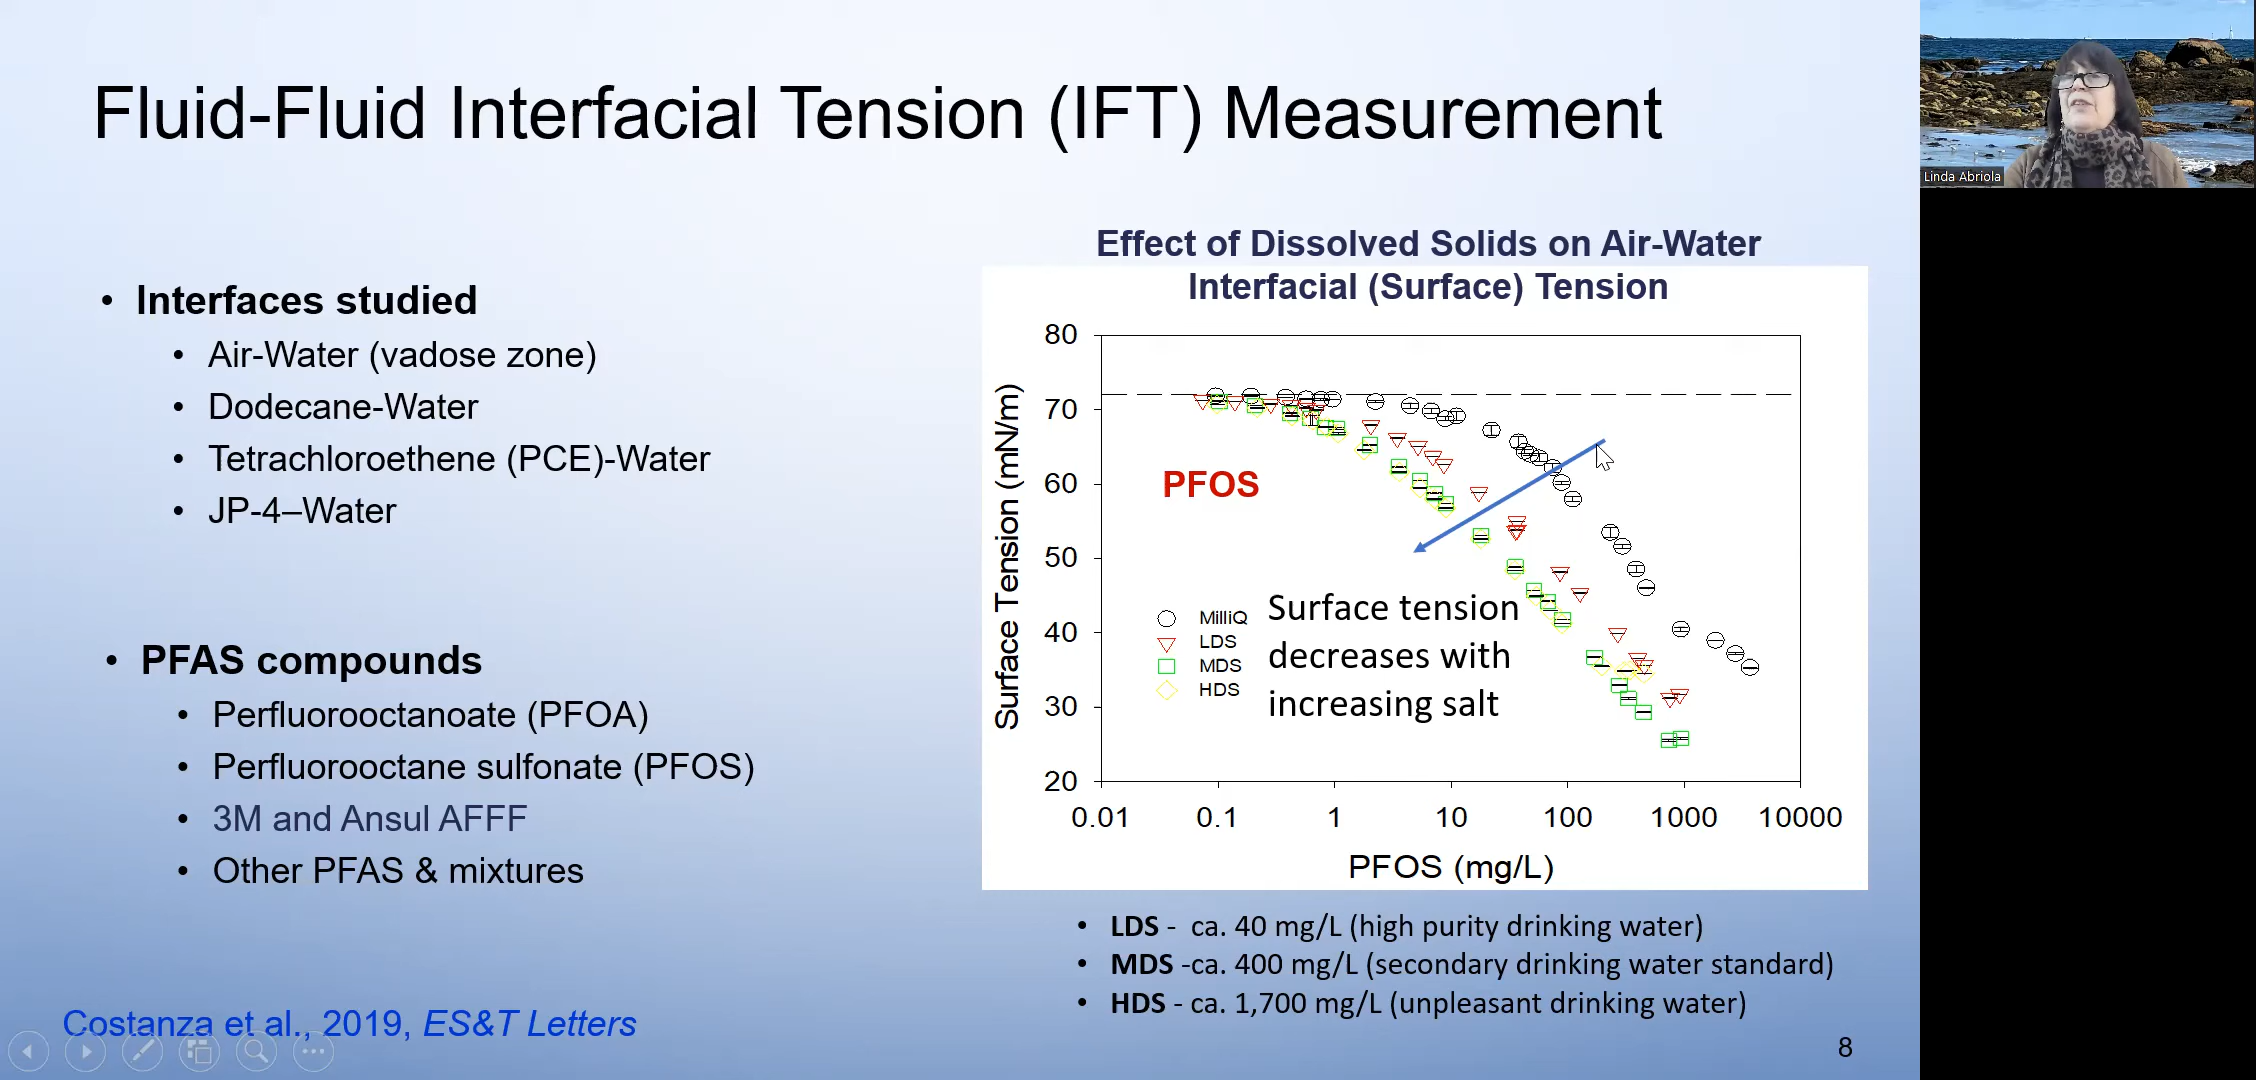 Fluid-Fluid Interfacial Tension (IFT) Measurement
Linda Abriola
• Interfaces studied
• Air-Water (vadose zone)
• Dodecane-Water
• Tetrachloroethene (PCE)-Water
• JP-4–Water
• PFAS compounds
• Perfluorooctanoate (PFOA)
• Perfluorooctane sulfonate (PFOS)
• 3M and Ansul AFFF
• Other PFAS & mixtures
Costanza et al., 2019, ES&T Letters
Effect of Dissolved Solids on Air-Water
Interfacial (Surface) Tension
Surface Tension (mN/m)
80
70
60
50
40
30
20
PFOS
MilliQ
LDS
MDS
HDS
Surface tension
decreases with
increasing salt
0.01 0.1 1 10 100 1000 10000
PFOS (mg/L)
• LDS - ca. 40 mg/L (high purity drinking water)
• MDS -ca. 400 mg/L (secondary drinking water standard)
• HDS - ca. 1,700 mg/L (unpleasant drinking water)
8